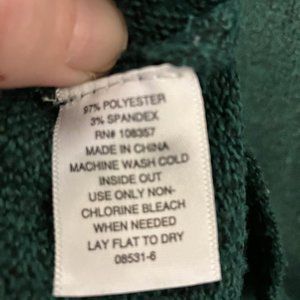 97% POLYESTER
3% SPANDEX
RN# 108357
MADE IN CHINA
MACHINE WASH COLD
INSIDE OUT
USE ONLY NON-
CHLORINE BLEACH
WHEN NEEDED
LAY FLAT TO DRY
08531-6